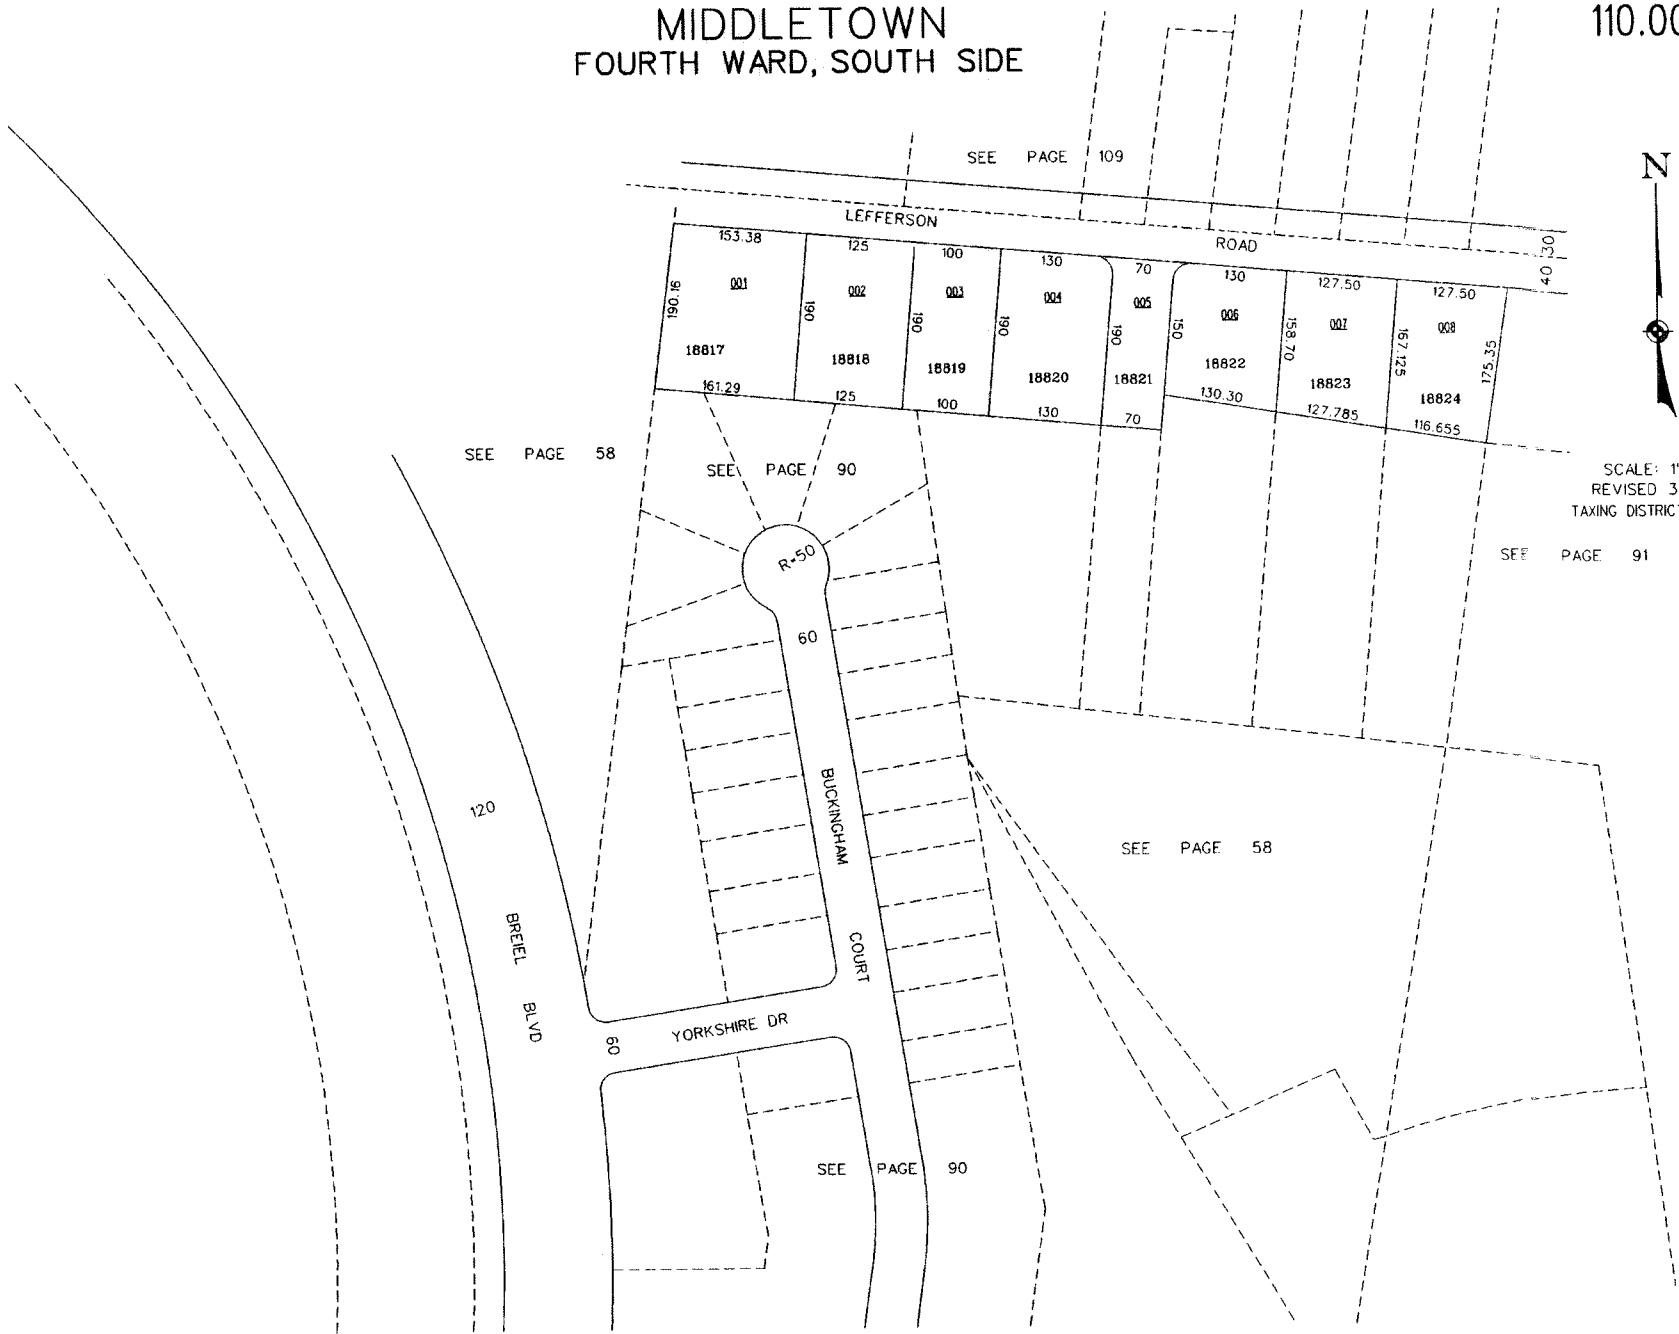 MIDDLETOWN
110.00
FOURTH WARD, SOUTH SIDE
SEE PAGE 109
N
LEFFERSON ROAD
30
40
153.38
125
100
130
70
130
127.50
127.50
001
002
003
004
005
006
007
008
190.16
190
190
190
190
150
158.70
167.125
175.35
18817
18818
18819
18820
18821
18822
18823
18824
161.29
125
100
130
70
130.30
127.785
116.655
SEE PAGE 58
SEE PAGE 90
SCALE: 1"
REVISED 3
TAXING DISTRICT
SEE PAGE 91
R=50
60
120
BUCKINGHAM COURT
SEE PAGE 58
BREIEL BLVD
YORKSHIRE DR
60
SEE PAGE 90